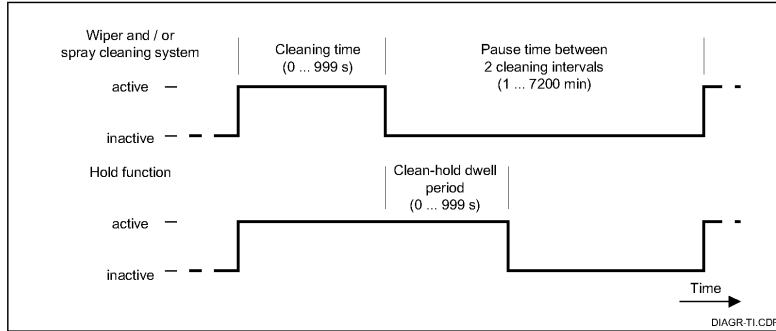 Wiper and / or
spray cleaning system
Cleaning time
(0 ... 999 s)
Pause time between
2 cleaning intervals
(1 ... 7200 min)
active
inactive
Hold function
Clean-hold dwell
period
(0 ... 999 s)
active
inactive
Time
DIAGR-TI.CDR